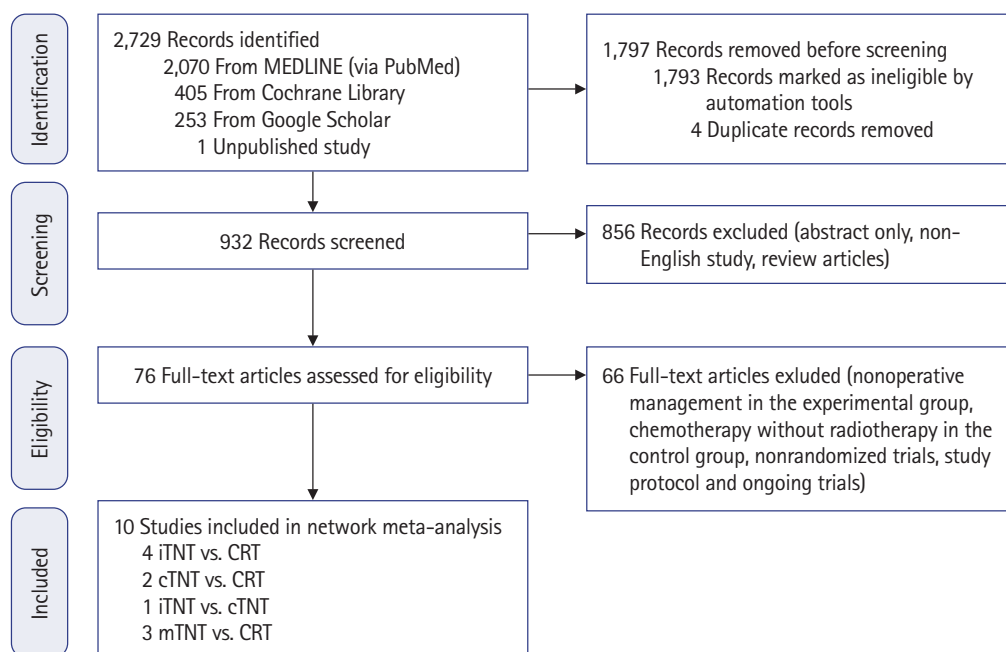 Identification
2,729 Records identified
2,070 From MEDLINE (via PubMed)
405 From Cochrane Library
253 From Google Scholar
1 Unpublished study
1,797 Records removed before screening
1,793 Records marked as ineligible by
automation tools
4 Duplicate records removed
Screening
932 Records screened
856 Records excluded (abstract only, non-
English study, review articles)
Eligibility
76 Full-text articles assessed for eligibility
66 Full-text articles exluded (nonoperative
management in the experimental group,
chemotherapy without radiotherapy in the
control group, nonrandomized trials, study
protocol and ongoing trials)
Included
10 Studies included in network meta-analysis
4 iTNT vs. CRT
2 cTNT vs. CRT
1 iTNT vs. cTNT
3 mTNT vs. CRT